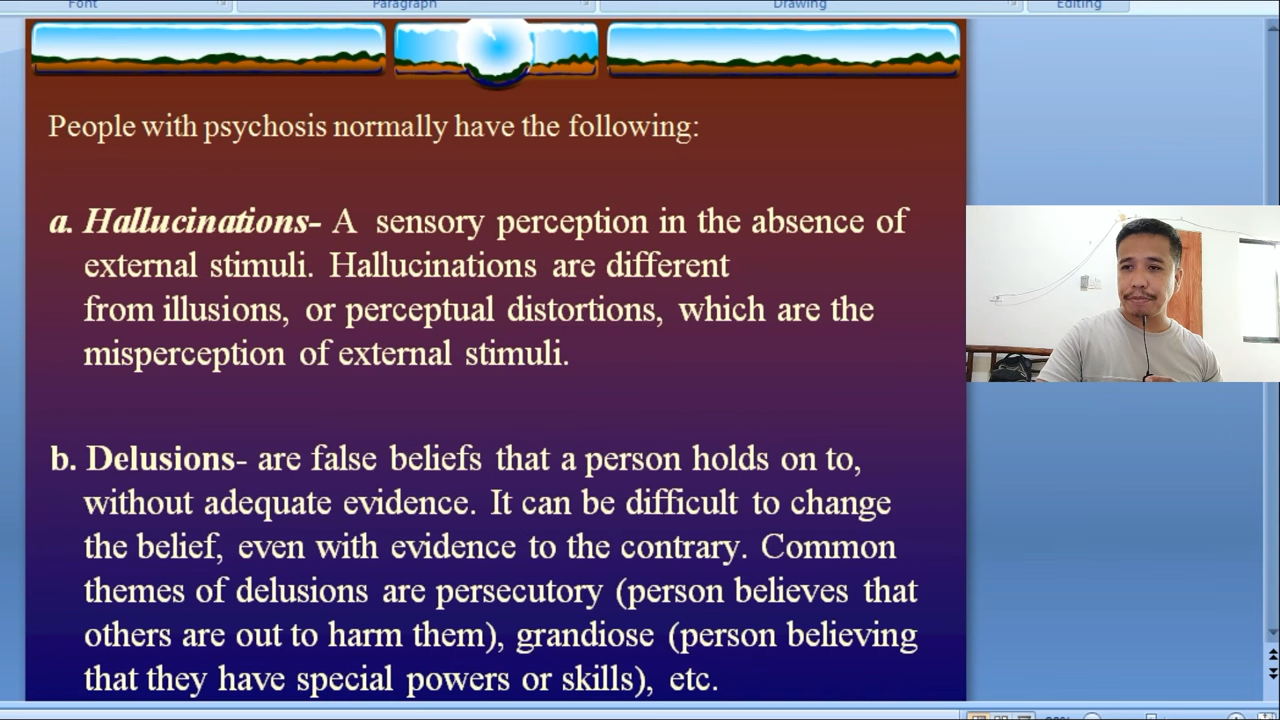 Font Paragraph Drawing Editing
People with psychosis normally have the following:
a. Hallucinations- A sensory perception in the absence of
external stimuli. Hallucinations are different
from illusions, or perceptual distortions, which are the
misperception of external stimuli.
b. Delusions- are false beliefs that a person holds on to,
without adequate evidence. It can be difficult to change
the belief, even with evidence to the contrary. Common
themes of delusions are persecutory (person believes that
others are out to harm them), grandiose (person believing
that they have special powers or skills), etc.